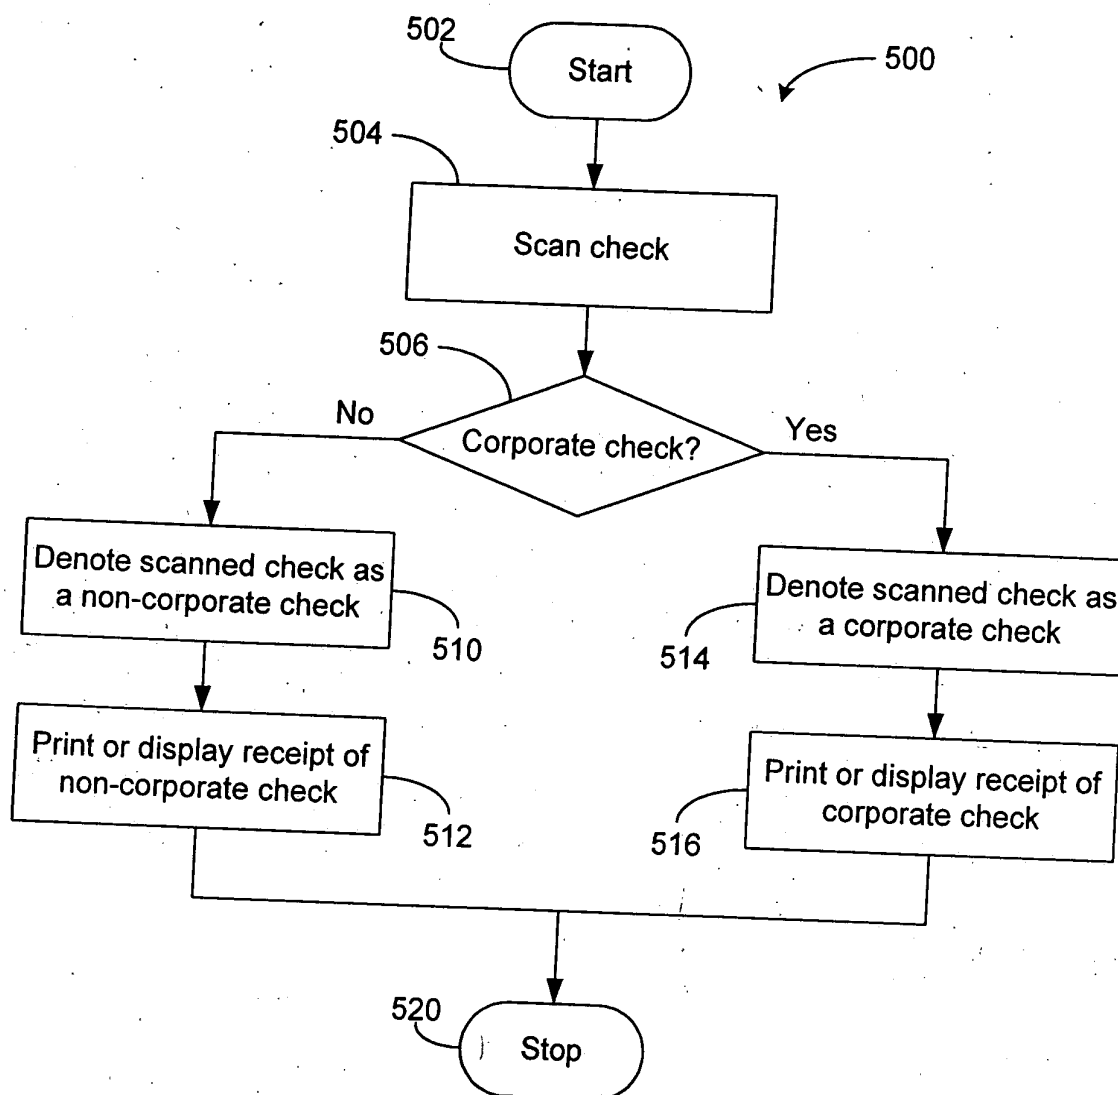 502
Start
500
504
Scan check
506
No
Corporate check?
Yes
Denote scanned check as
a non-corporate check
510
Denote scanned check as
a corporate check
514
Print or display receipt of
non-corporate check
512
Print or display receipt of
corporate check
516
520
Stop